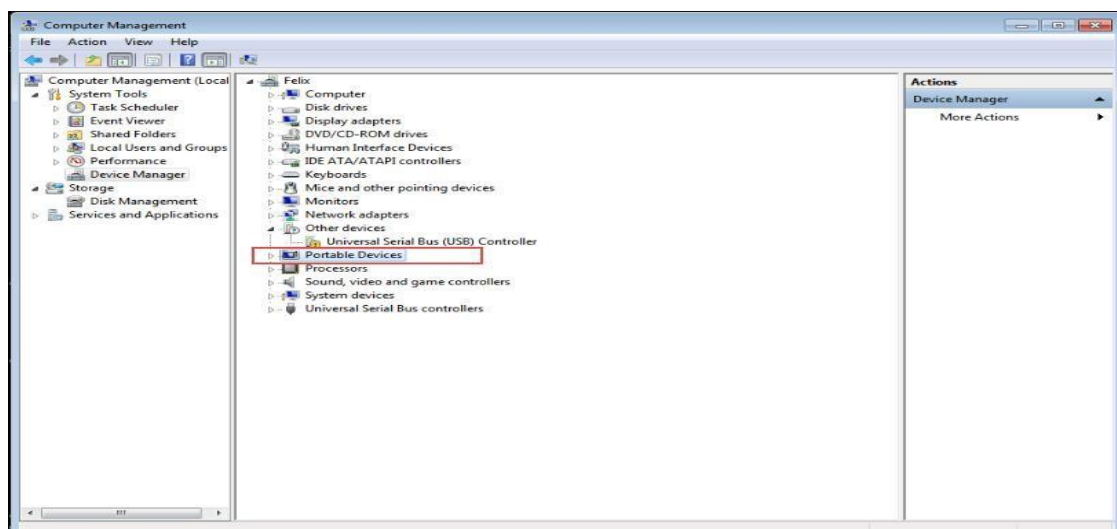 Computer Management
File Action View Help
Computer Management (Local
System Tools
Task Scheduler
Event Viewer
Shared Folders
Local Users and Groups
Performance
Device Manager
Storage
Disk Management
Services and Applications
Felix
Computer
Disk drives
Display adapters
DVD/CD-ROM drives
Human Interface Devices
IDE ATA/ATAPI controllers
Keyboards
Mice and other pointing devices
Monitors
Network adapters
Other devices
Universal Serial Bus (USB) Controller
Portable Devices
Processors
Sound, video and game controllers
System devices
Universal Serial Bus controllers
Actions
Device Manager
More Actions